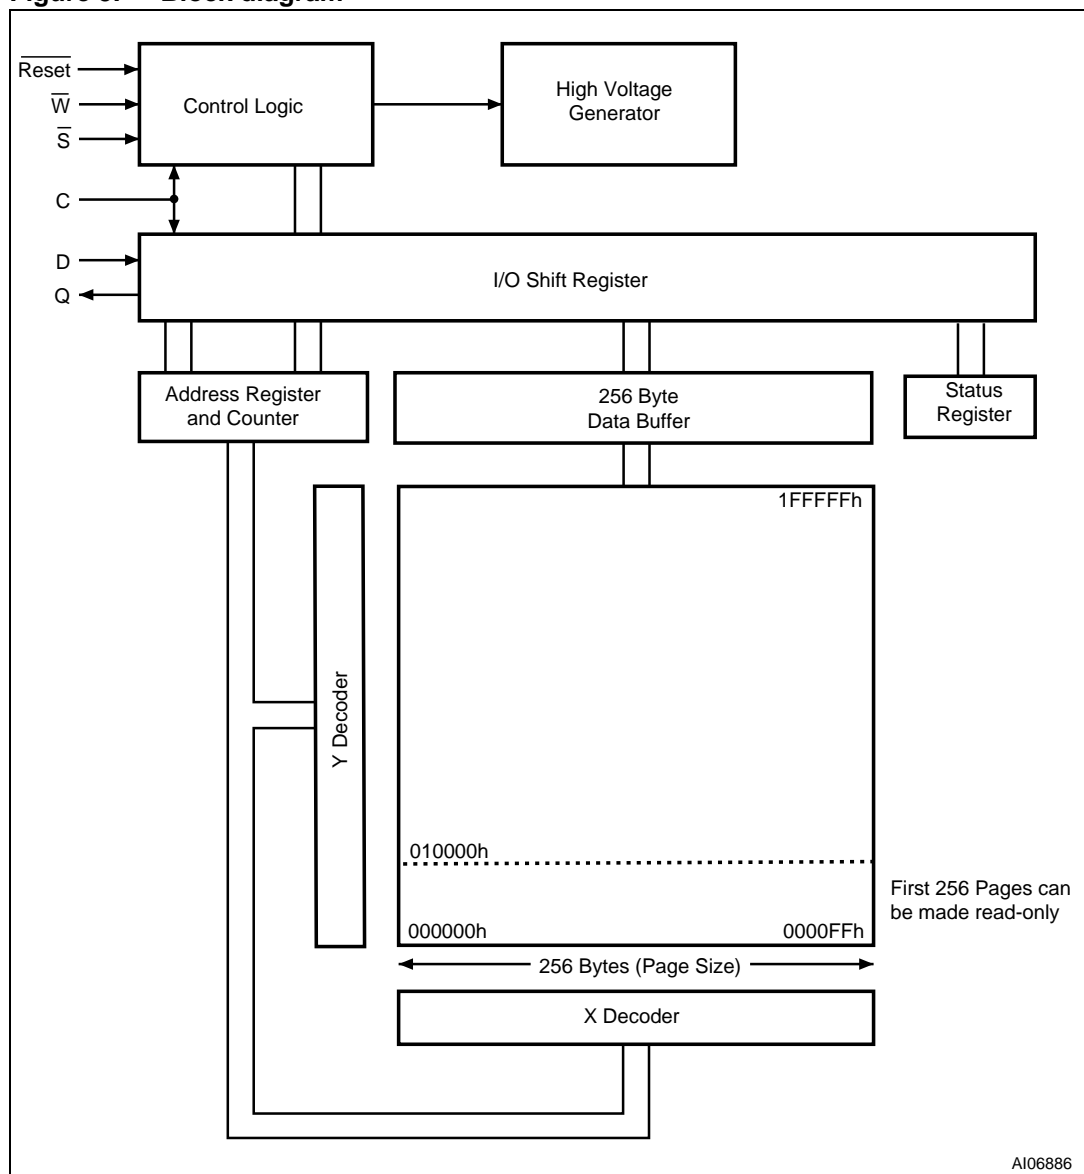 Reset
W
S
C
D
Q
Control Logic
High Voltage
Generator
I/O Shift Register
Address Register
and Counter
256 Byte
Data Buffer
Status
Register
1FFFFFh
Y Decoder
010000h
000000h
0000FFh
First 256 Pages can
be made read-only
256 Bytes (Page Size)
X Decoder
AI06886